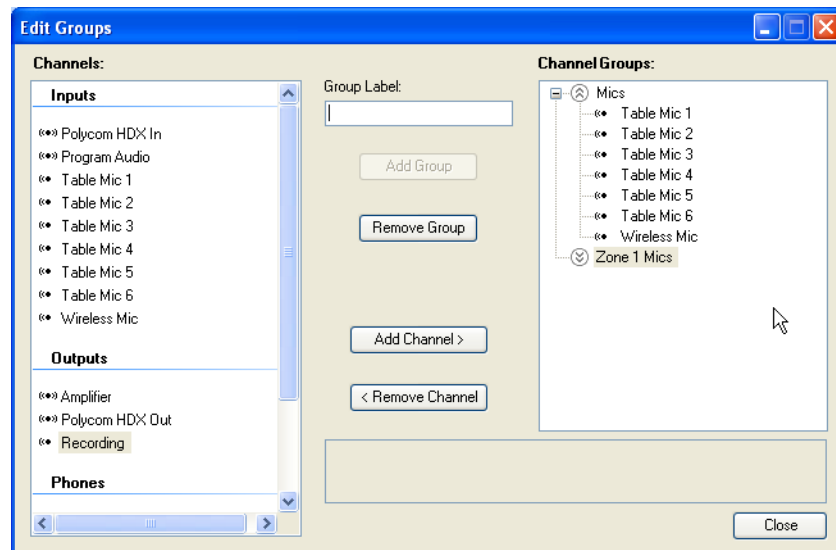 Edit Groups
Channels:
Inputs
Polycom HDX In
Program Audio
Table Mic 1
Table Mic 2
Table Mic 3
Table Mic 4
Table Mic 5
Table Mic 6
Wireless Mic
Outputs
Amplifier
Polycom HDX Out
Recording
Phones
Group Label:
Add Group
Remove Group
Add Channel >
< Remove Channel
Channel Groups:
Mics
Table Mic 1
Table Mic 2
Table Mic 3
Table Mic 4
Table Mic 5
Table Mic 6
Wireless Mic
Zone 1 Mics
Close